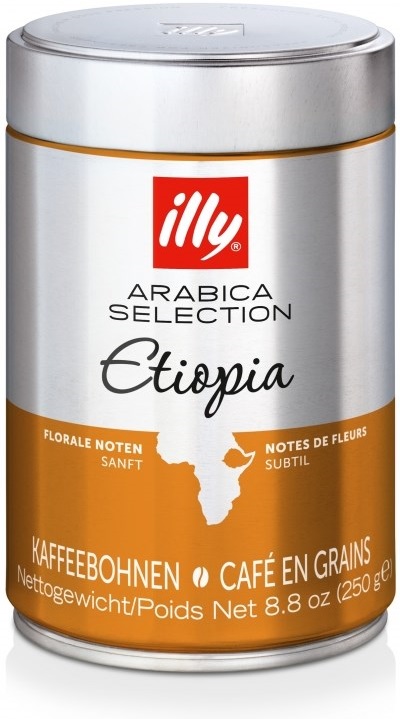 illy
illy®
ARABICA
SELECTION
Etiopia
FLORALE NOTEN
SANFT
NOTES DE FLEURS
SUBTIL
KAFFEEBOHNEN CAFÉ EN GRAINS
Nettogewicht/Poids Net 8.8 oz (250 g℮)